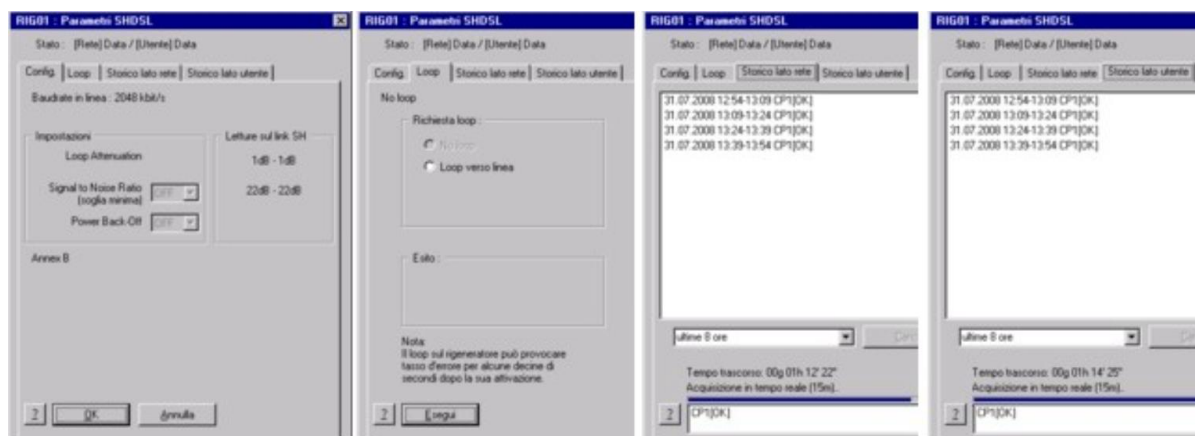 RIG01 : Parametri SHDSL
Stato : [Rete] Data / [Utente] Data
Config. Loop Storico lato rete Storico lato utente
Baudrate in linea : 2048 kbit/s
Impostazioni
Loop Attenuation
Signal to Noise Ratio
(soglia minima)
OFF
Power Back-Off
OFF
Letture sul link SH
1dB - 1dB
22dB - 22dB
Annex B
?
OK
Annulla
RIG01 : Parametri SHDSL
Stato : [Rete] Data / [Utente] Data
Config. Loop Storico lato rete Storico lato utente
No loop
Richiesta loop :
No loop
Loop verso linea
Esito :
Nota:
Il loop sul rigeneratore può provocare
tasso d'errore per alcune decine di
secondi dopo la sua attivazione.
?
Esegui
RIG01 : Parametri SHDSL
Stato : [Rete] Data / [Utente] Data
Config. Loop Storico lato rete Storico lato utente
31.07.2008 12:54-13:09 CP1[OK]
31.07.2008 13:09-13:24 CP1[OK]
31.07.2008 13:24-13:39 CP1[OK]
31.07.2008 13:39-13:54 CP1[OK]
ultime 8 ore
Tempo trascorso: 00g 01h 12' 22"
Acquisizione in tempo reale (15m)..
?
CP1[OK]
RIG01 : Parametri SHDSL
Stato : [Rete] Data / [Utente] Data
Config. Loop Storico lato rete Storico lato utente
31.07.2008 12:54-13:09 CP1[OK]
31.07.2008 13:09-13:24 CP1[OK]
31.07.2008 13:24-13:39 CP1[OK]
31.07.2008 13:39-13:54 CP1[OK]
ultime 8 ore
Tempo trascorso: 00g 01h 14' 25"
Acquisizione in tempo reale (15m)..
?
CP1[OK]